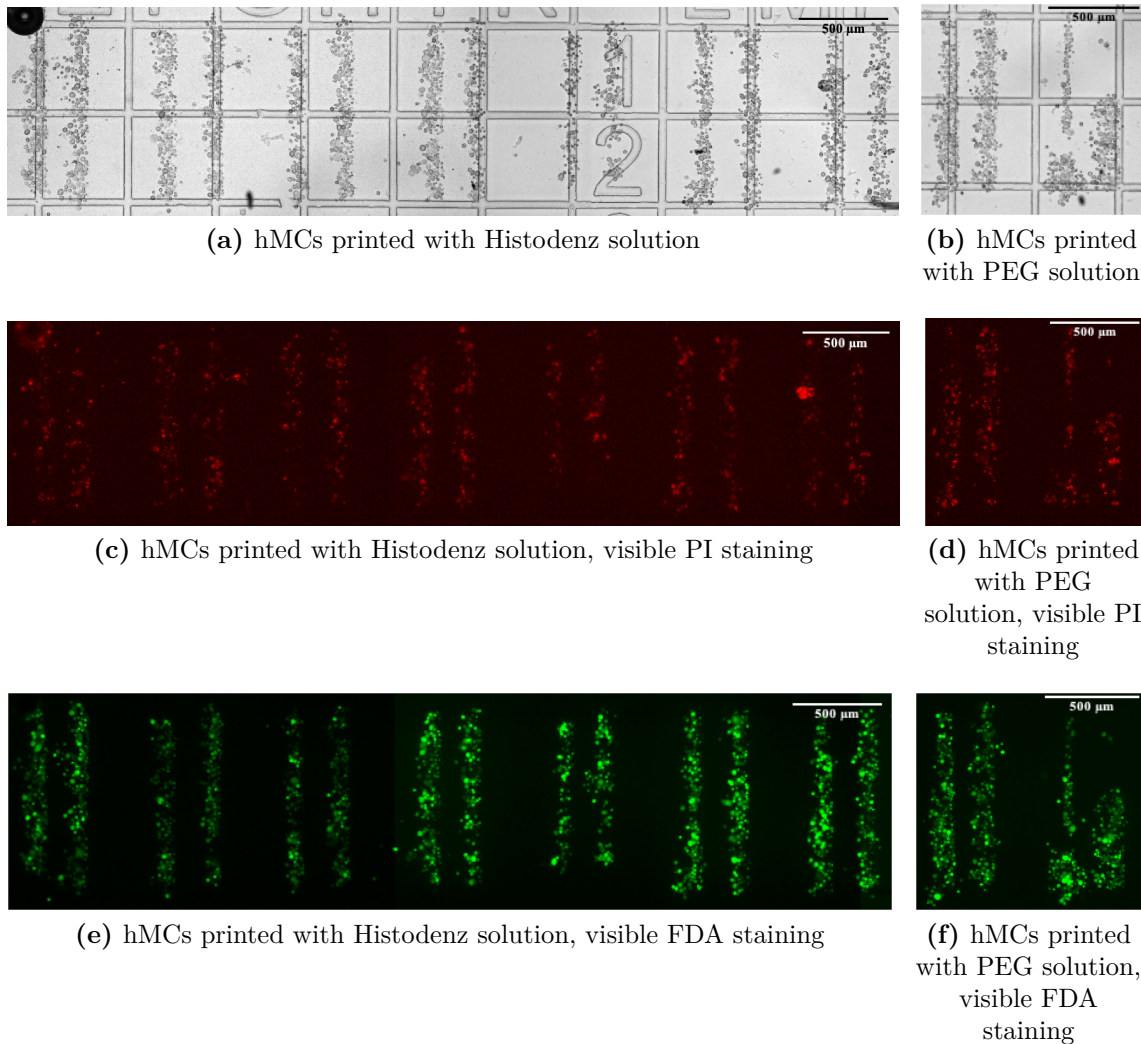 500 µm
500 µm
1
2
(a) hMCs printed with Histodenz solution
(b) hMCs printed
with PEG solution
500 µm
500 µm
(c) hMCs printed with Histodenz solution, visible PI staining
(d) hMCs printed
with PEG
solution, visible PI
staining
500 µm
500 µm
(e) hMCs printed with Histodenz solution, visible FDA staining
(f) hMCs printed
with PEG solution,
visible FDA
staining